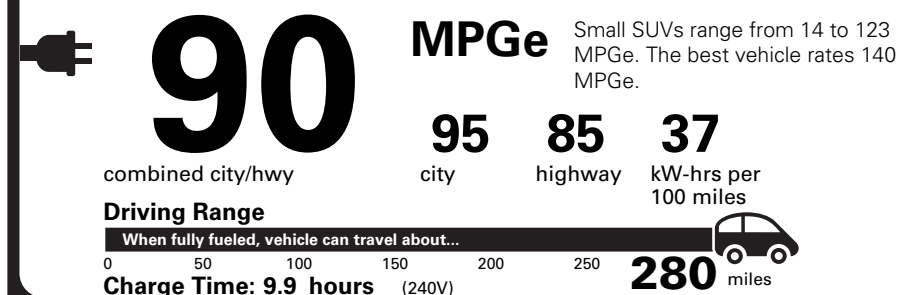 90
MPGe
Small SUVs range from 14 to 123
MPGe. The best vehicle rates 140
MPGe.
95 85 37
combined city/hwy city highway kW-hrs per
100 miles
Driving Range
When fully fueled, vehicle can travel about...
0 50 100 150 200 250 280 miles
Charge Time: 9.9 hours (240V)